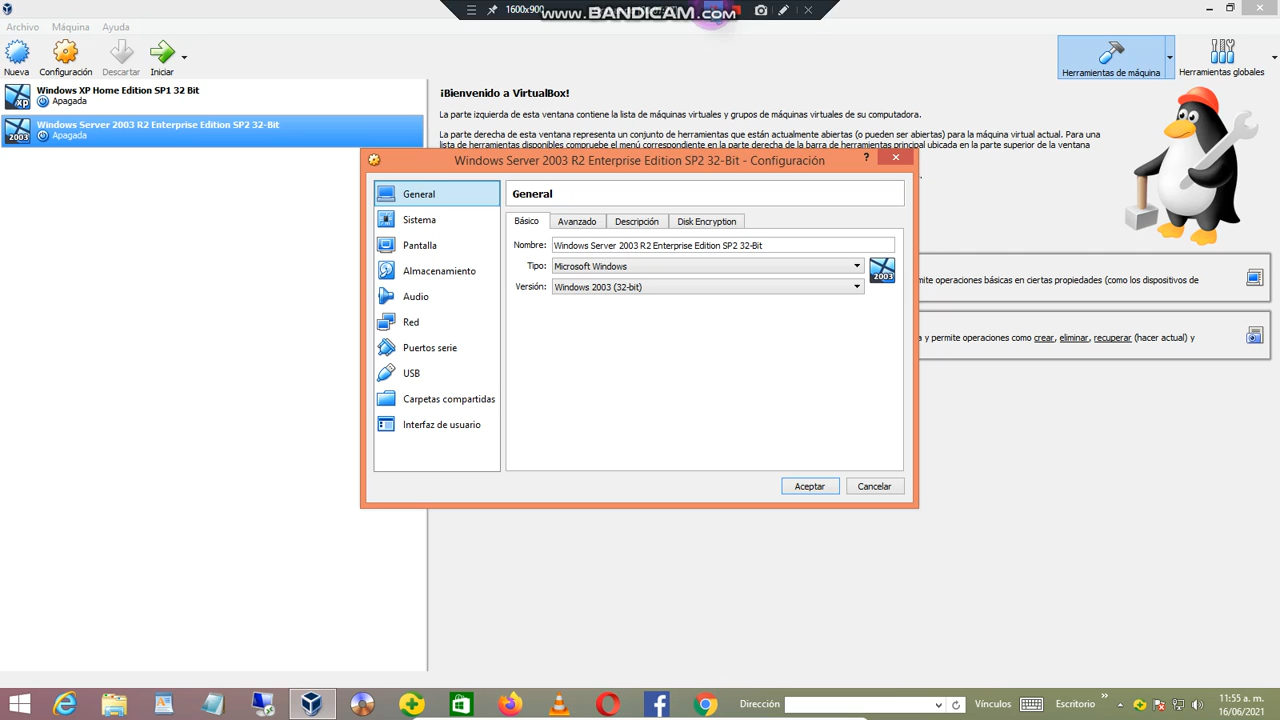 1600x900
www.BANDICAM.com
Archivo Máquina Ayuda
Nueva Configuración Descartar Iniciar
Herramientas de máquina Herramientas globales
Windows XP Home Edition SP1 32 Bit
Apagada
Windows Server 2003 R2 Enterprise Edition SP2 32-Bit
Apagada
¡Bienvenido a VirtualBox!
La parte izquierda de esta ventana contiene la lista de máquinas virtuales y grupos de máquinas virtuales de su computadora.
La parte derecha de esta ventana representa un conjunto de herramientas que están actualmente abiertas (o pueden ser abiertas) para la máquina virtual actual. Para una
lista de herramientas disponibles compruebe el menú correspondiente en la parte derecha de la barra de herramientas principal ubicada en la parte superior de la ventana
Windows Server 2003 R2 Enterprise Edition SP2 32-Bit - Configuración
?
General
Sistema
Pantalla
Almacenamiento
Audio
Red
Puertos serie
USB
Carpetas compartidas
Interfaz de usuario
General
Básico Avanzado Descripción Disk Encryption
Nombre: Windows Server 2003 R2 Enterprise Edition SP2 32-Bit
Tipo: Microsoft Windows
Versión: Windows 2003 (32-bit)
2003
Aceptar Cancelar
mite operaciones básicas en ciertas propiedades (como los dispositivos de
a y permite operaciones como crear, eliminar, recuperar (hacer actual) y
Dirección Vínculos Escritorio
11:55 a.m.
16/06/2021